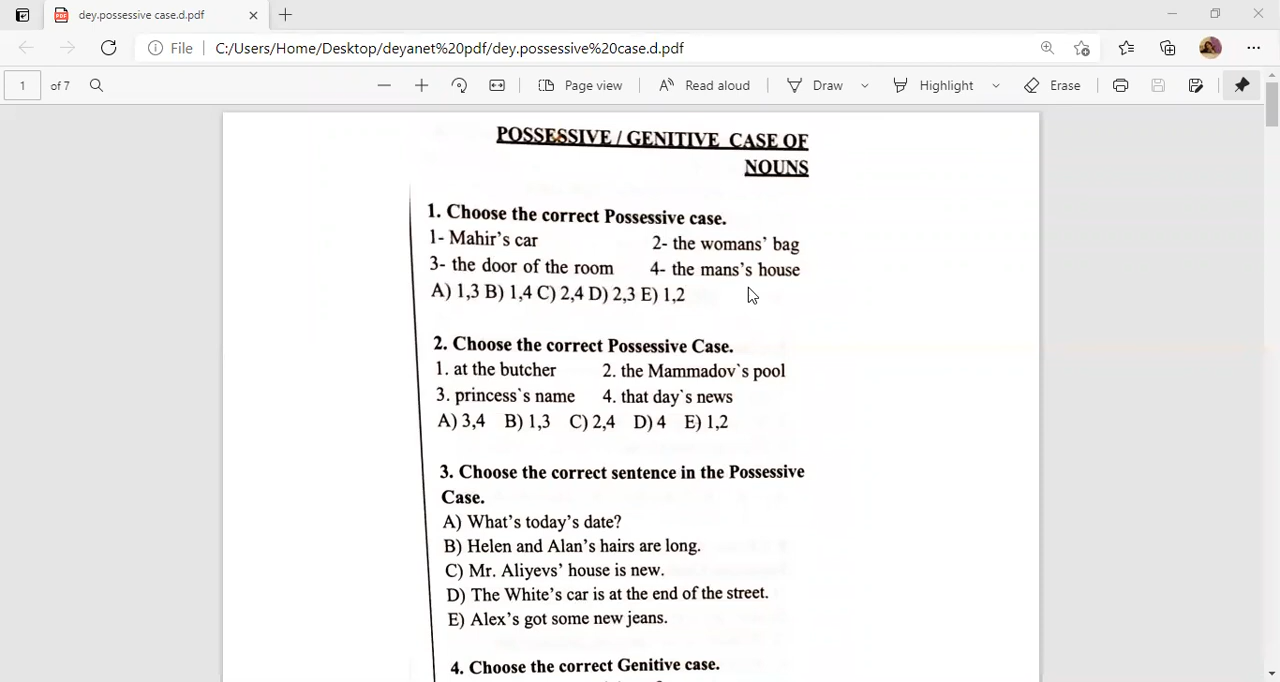 dey.possessive case.d.pdf
File C:/Users/Home/Desktop/deyanet%20pdf/dey.possessive%20case.d.pdf
1 of 7 Page view Read aloud Draw Highlight Erase
POSSESSIVE / GENITIVE CASE OF
NOUNS
1. Choose the correct Possessive case.
1- Mahir's car 2- the womans' bag
3- the door of the room 4- the mans's house
A) 1,3 B) 1,4 C) 2,4 D) 2,3 E) 1,2
2. Choose the correct Possessive Case.
1. at the butcher 2. the Mammadov`s pool
3. princess`s name 4. that day`s news
A) 3,4 B) 1,3 C) 2,4 D) 4 E) 1,2
3. Choose the correct sentence in the Possessive
Case.
A) What's today's date?
B) Helen and Alan's hairs are long.
C) Mr. Aliyevs' house is new.
D) The White's car is at the end of the street.
E) Alex's got some new jeans.
4. Choose the correct Genitive case.